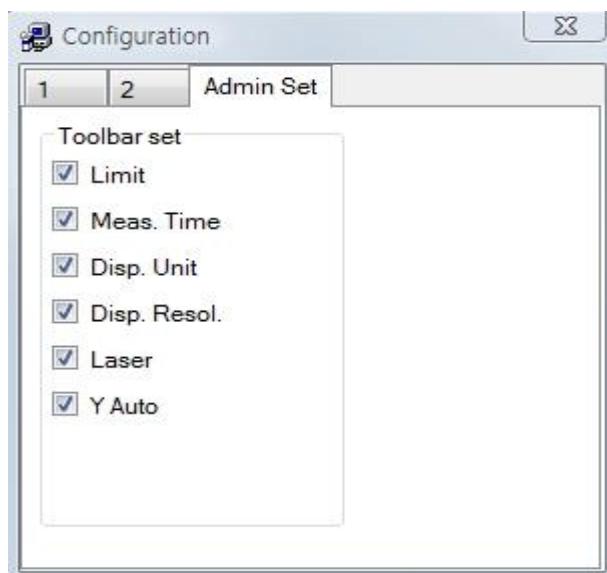 Configuration
1 2 Admin Set
Toolbar set
Limit
Meas. Time
Disp. Unit
Disp. Resol.
Laser
Y Auto